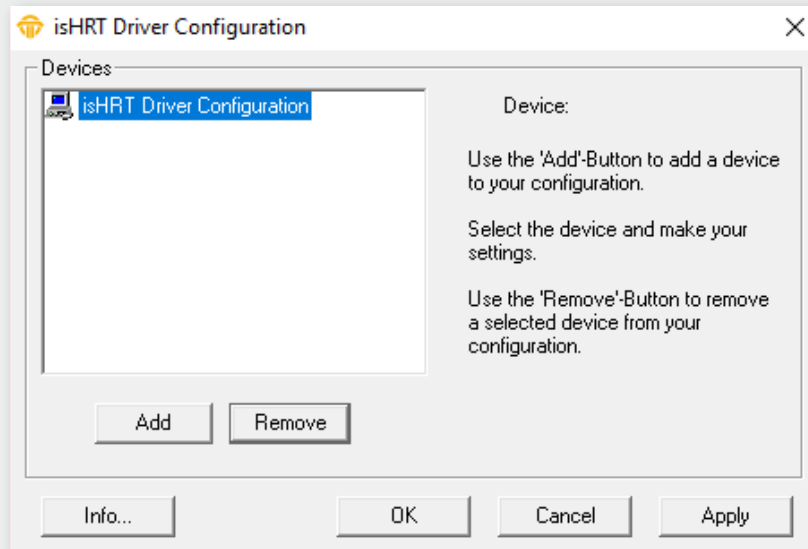 isHRT Driver Configuration
Devices
isHRT Driver Configuration
Device:
Use the 'Add'-Button to add a device
to your configuration.
Select the device and make your
settings.
Use the 'Remove'-Button to remove
a selected device from your
configuration.
Add
Remove
Info...
OK
Cancel
Apply